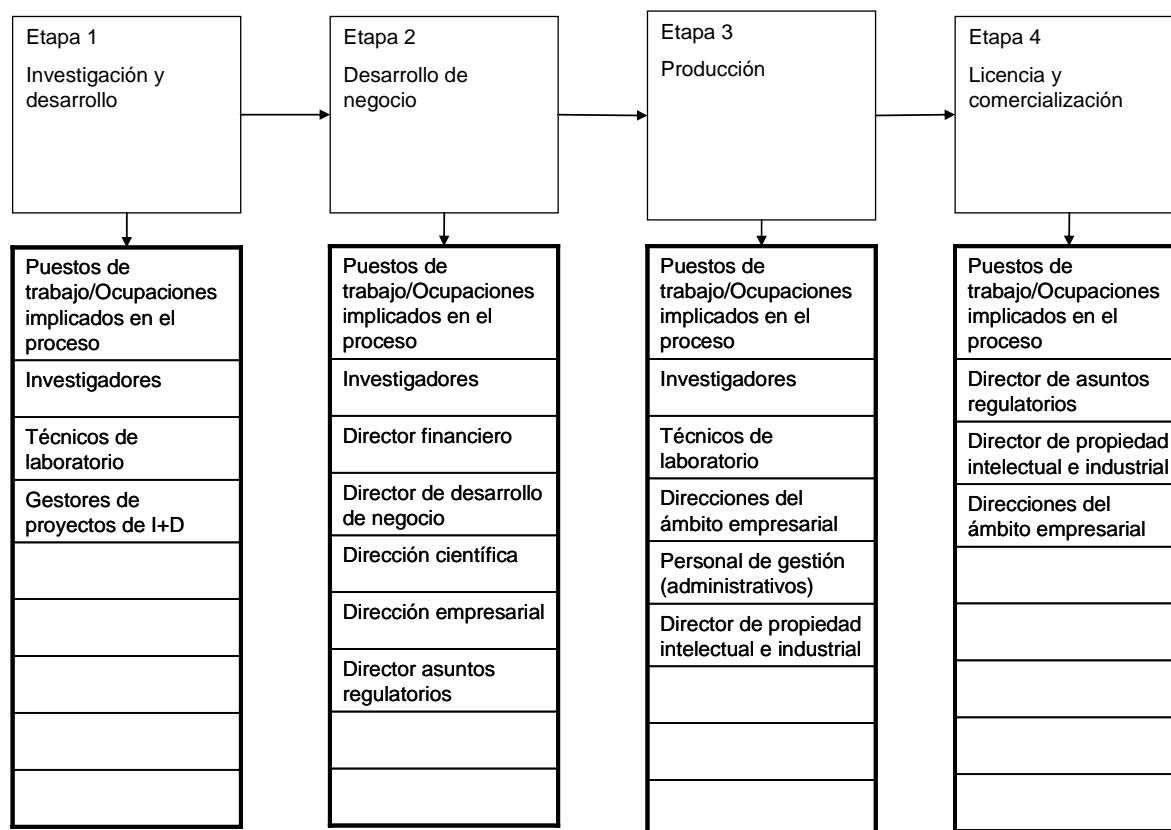 Etapa 1
Investigación y
desarrollo
Etapa 2
Desarrollo de
negocio
Etapa 3
Producción
Etapa 4
Licencia y
comercialización
Puestos de
trabajo/Ocupaciones
implicados en el
proceso
Investigadores
Técnicos de
laboratorio
Gestores de
proyectos de I+D
Puestos de
trabajo/Ocupaciones
implicados en el
proceso
Investigadores
Director financiero
Director de desarrollo
de negocio
Dirección científica
Dirección empresarial
Director asuntos
regulatorios
Puestos de
trabajo/Ocupaciones
implicados en el
proceso
Investigadores
Técnicos de
laboratorio
Direcciones del
ámbito empresarial
Personal de gestión
(administrativos)
Director de propiedad
intelectual e industrial
Puestos de
trabajo/Ocupaciones
implicados en el
proceso
Director de asuntos
regulatorios
Director de propiedad
intelectual e industrial
Direcciones del
ámbito empresarial